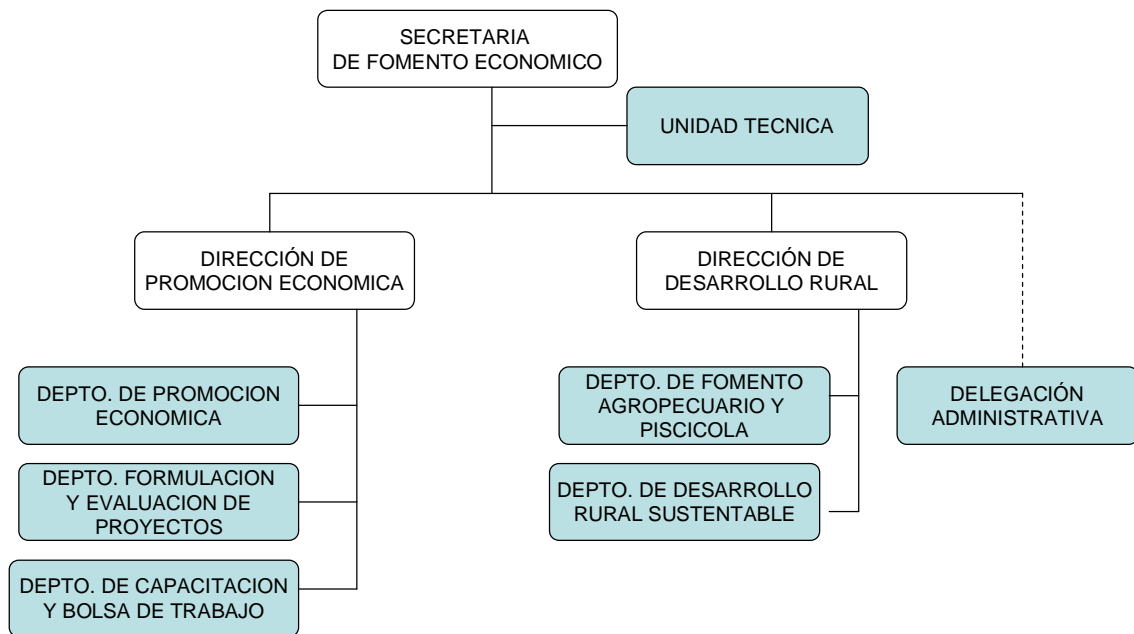 SECRETARIA
DE FOMENTO ECONOMICO
UNIDAD TECNICA
DIRECCIÓN DE
PROMOCION ECONOMICA
DIRECCIÓN DE
DESARROLLO RURAL
DEPTO. DE PROMOCION
ECONOMICA
DEPTO. FORMULACION
Y EVALUACION DE
PROYECTOS
DEPTO. DE CAPACITACION
Y BOLSA DE TRABAJO
DEPTO. DE FOMENTO
AGROPECUARIO Y
PISCICOLA
DEPTO. DE DESARROLLO
RURAL SUSTENTABLE
DELEGACIÓN
ADMINISTRATIVA